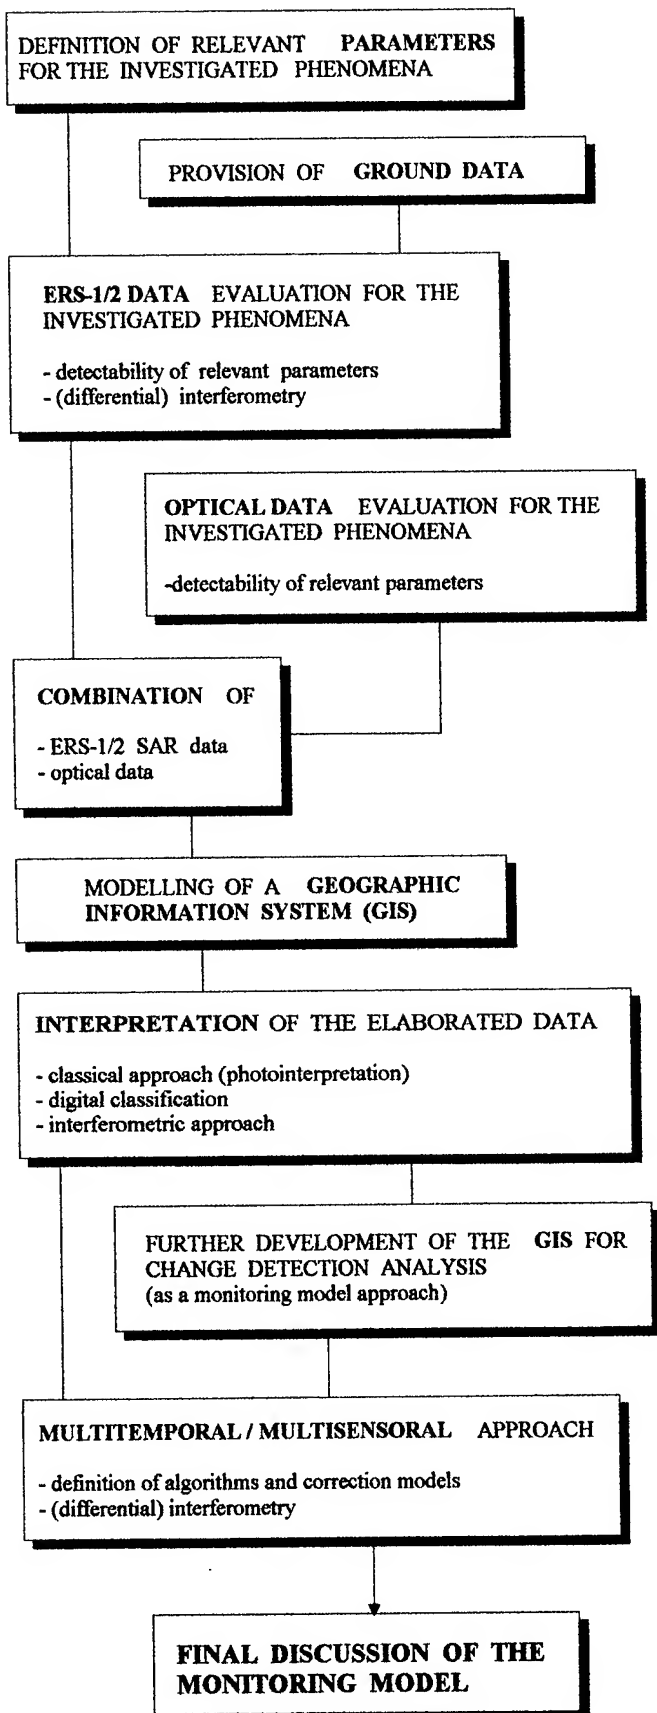 DEFINITION OF RELEVANT PARAMETERS
FOR THE INVESTIGATED PHENOMENA
PROVISION OF GROUND DATA
ERS-1/2 DATA EVALUATION FOR THE
INVESTIGATED PHENOMENA
- detectability of relevant parameters
- (differential) interferometry
OPTICAL DATA EVALUATION FOR THE
INVESTIGATED PHENOMENA
-detectability of relevant parameters
COMBINATION OF
- ERS-1/2 SAR data
- optical data
MODELLING OF A GEOGRAPHIC
INFORMATION SYSTEM (GIS)
INTERPRETATION OF THE ELABORATED DATA
- classical approach (photointerpretation)
- digital classification
- interferometric approach
FURTHER DEVELOPMENT OF THE GIS FOR
CHANGE DETECTION ANALYSIS
(as a monitoring model approach)
MULTITEMPORAL / MULTISENSORAL APPROACH
- definition of algorithms and correction models
- (differential) interferometry
FINAL DISCUSSION OF THE
MONITORING MODEL